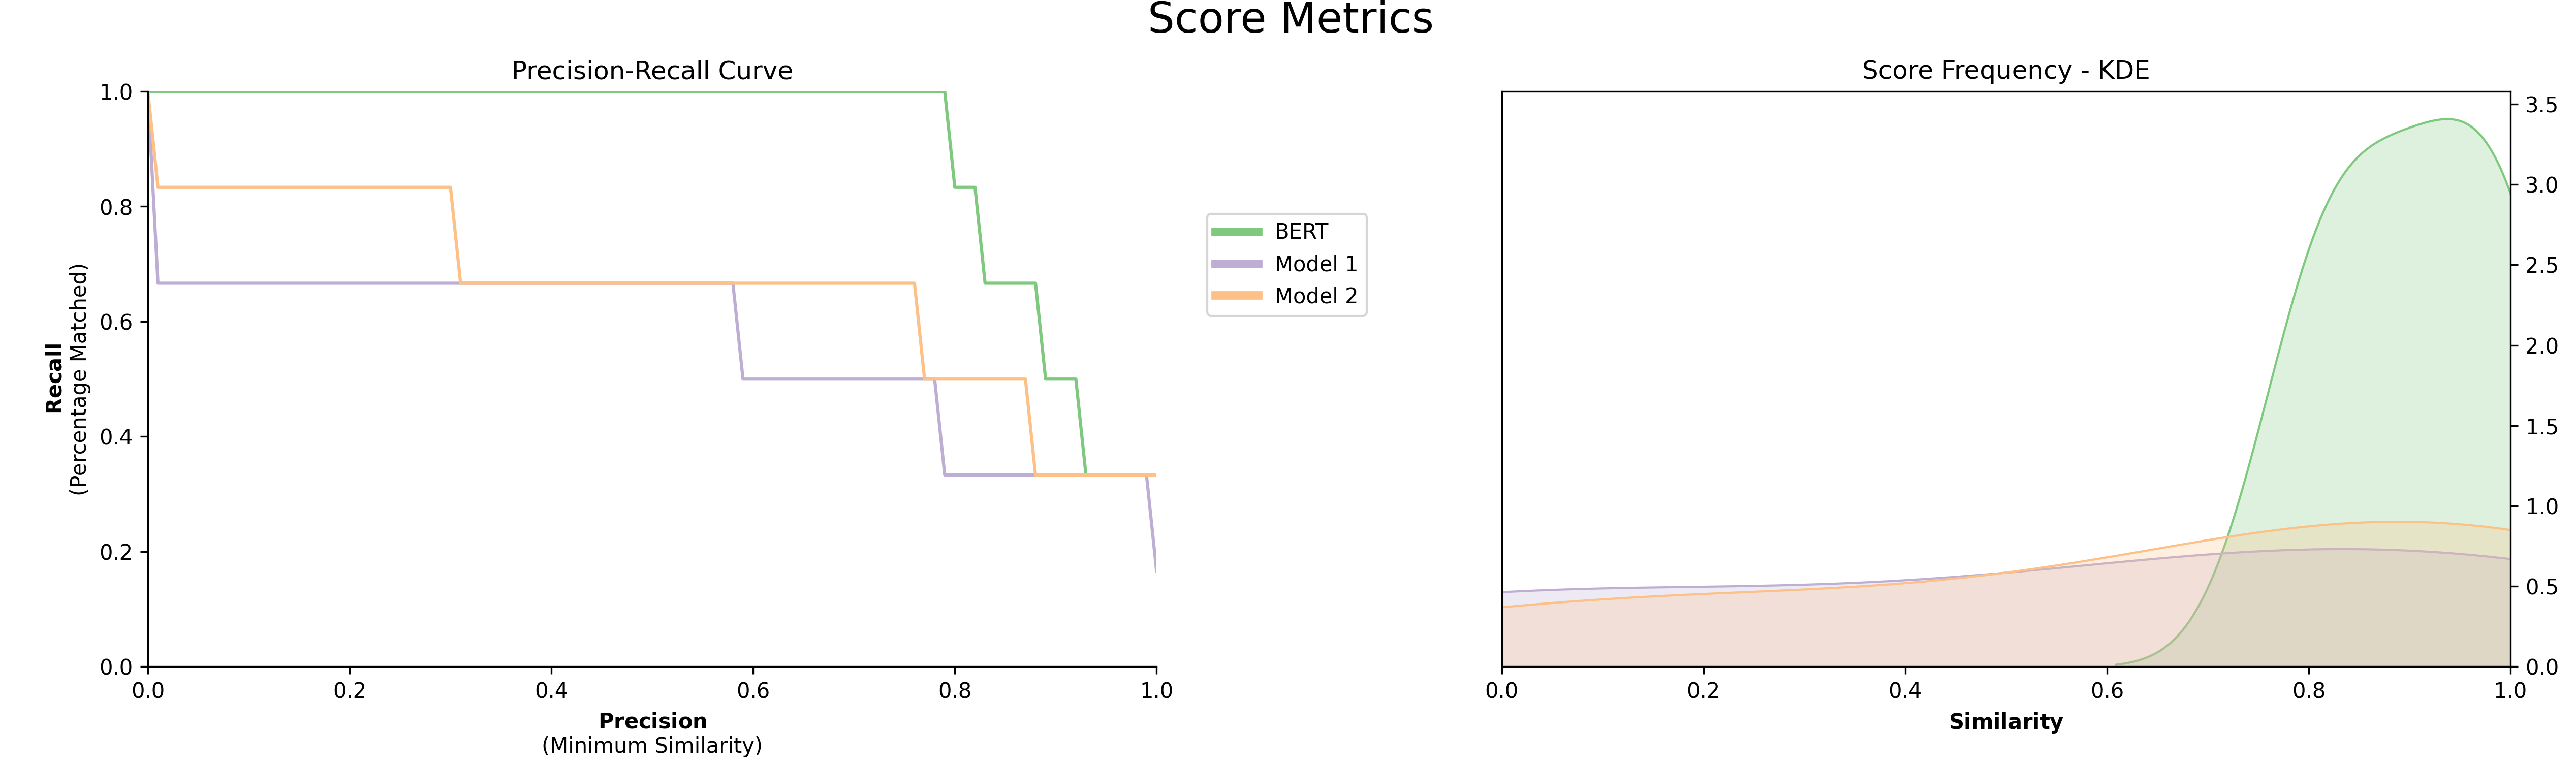 Score Metrics
Precision-Recall Curve
1.0
0.8
0.6
0.4
0.2
0.0
Recall
(Percentage Matched)
0.0 0.2 0.4 0.6 0.8 1.0
Precision
(Minimum Similarity)
BERT
Model 1
Model 2
Score Frequency - KDE
3.5
3.0
2.5
2.0
1.5
1.0
0.5
0.0
0.0 0.2 0.4 0.6 0.8 1.0
Similarity